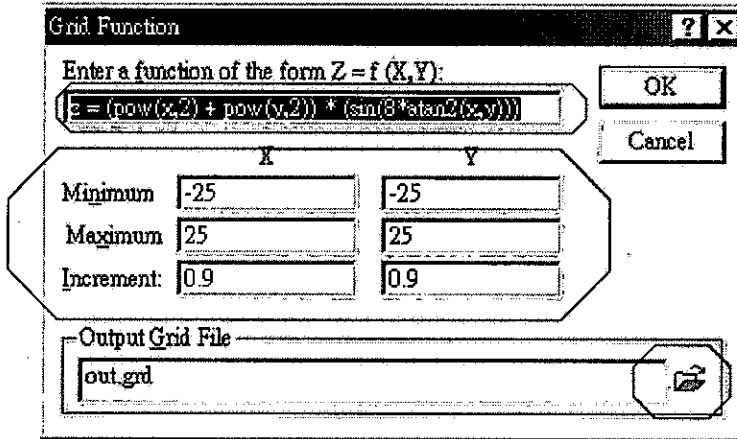 Grid Function
Enter a function of the form Z = f (X,Y):
OK
z = (pow(x,2) + pow(y,2)) * (sin(8*atan2(x,y)))
Cancel
X Y
Minimum -25 -25
Maximum 25 25
Increment: 0.9 0.9
Output Grid File
out.grd